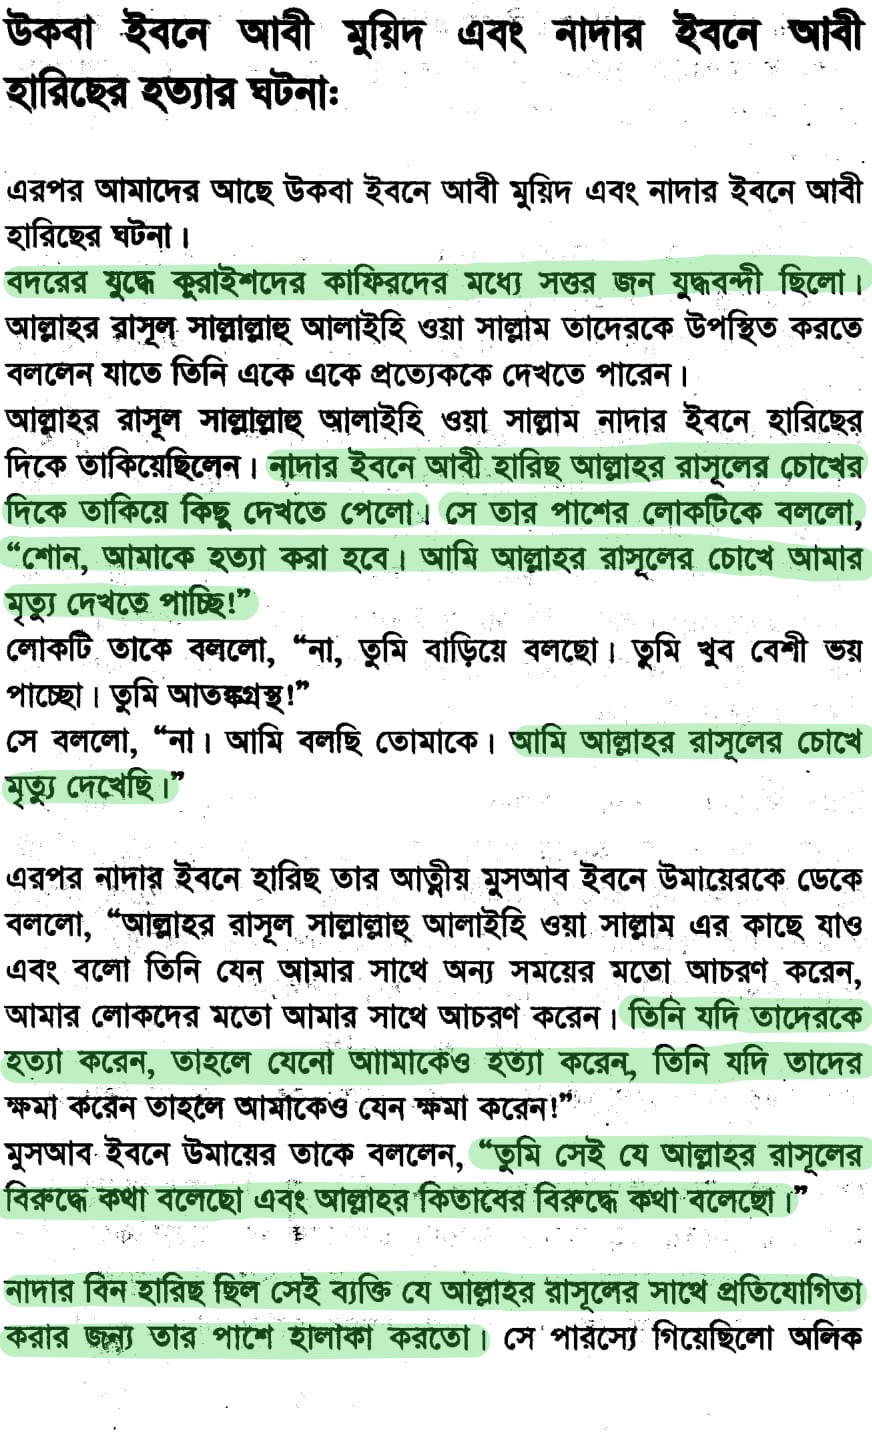 উকবা ইবনে আবী মুয়িদ এবং নাদার ইবনে আবী
হারিছের হত্যার ঘটনা:
এরপর আমাদের আছে উকবা ইবনে আবী মুয়িদ এবং নাদার ইবনে আবী
হারিছের ঘটনা।
বদরের যুদ্ধে কুরাইশদের কাফিরদের মধ্যে সত্তর জন যুদ্ধবন্দী ছিলো।
আল্লাহর রাসূল সাল্লাল্লাহু আলাইহি ওয়া সাল্লাম তাদেরকে উপস্থিত করতে
বললেন যাতে তিনি একে একে প্রত্যেককে দেখতে পারেন।
আল্লাহর রাসূল সাল্লাল্লাহু আলাইহি ওয়া সাল্লাম নাদার ইবনে হারিছের
দিকে তাকিয়েছিলেন। নাদার ইবনে আবী হারিছ আল্লাহর রাসূলের চোখের
দিকে তাকিয়ে কিছু দেখতে পেলো। সে তার পাশের লোকটিকে বললো,
“শোন, আমাকে হত্যা করা হবে। আমি আল্লাহর রাসূলের চোখে আমার
মৃত্যু দেখতে পাচ্ছি!”
লোকটি তাকে বললো, “না, তুমি বাড়িয়ে বলছো। তুমি খুব বেশী ভয়
পাচ্ছো। তুমি আতঙ্কগ্রস্থ!”
সে বললো, “না। আমি বলছি তোমাকে। আমি আল্লাহর রাসূলের চোখে
মৃত্যু দেখেছি।”
এরপর নাদার ইবনে হারিছ তার আত্নীয় মুসআব ইবনে উমায়েরকে ডেকে
বললো, “আল্লাহর রাসূল সাল্লাল্লাহু আলাইহি ওয়া সাল্লাম এর কাছে যাও
এবং বলো তিনি যেন আমার সাথে অন্য সময়ের মতো আচরণ করেন,
আমার লোকদের মতো আমার সাথে আচরণ করেন। তিনি যদি তাদেরকে
হত্যা করেন, তাহলে যেনো আামাকেও হত্যা করেন, তিনি যদি তাদের
ক্ষমা করেন তাহলে আমাকেও যেন ক্ষমা করেন!”
মুসআব ইবনে উমায়ের তাকে বললেন, “তুমি সেই যে আল্লাহর রাসূলের
বিরুদ্ধে কথা বলেছো এবং আল্লাহর কিতাবের বিরুদ্ধে কথা বলেছো।”
নাদার বিন হারিছ ছিল সেই ব্যক্তি যে আল্লাহর রাসূলের সাথে প্রতিযোগিতা
করার জন্য তার পাশে হালাকা করতো। সে পারস্যে গিয়েছিলো অলিক